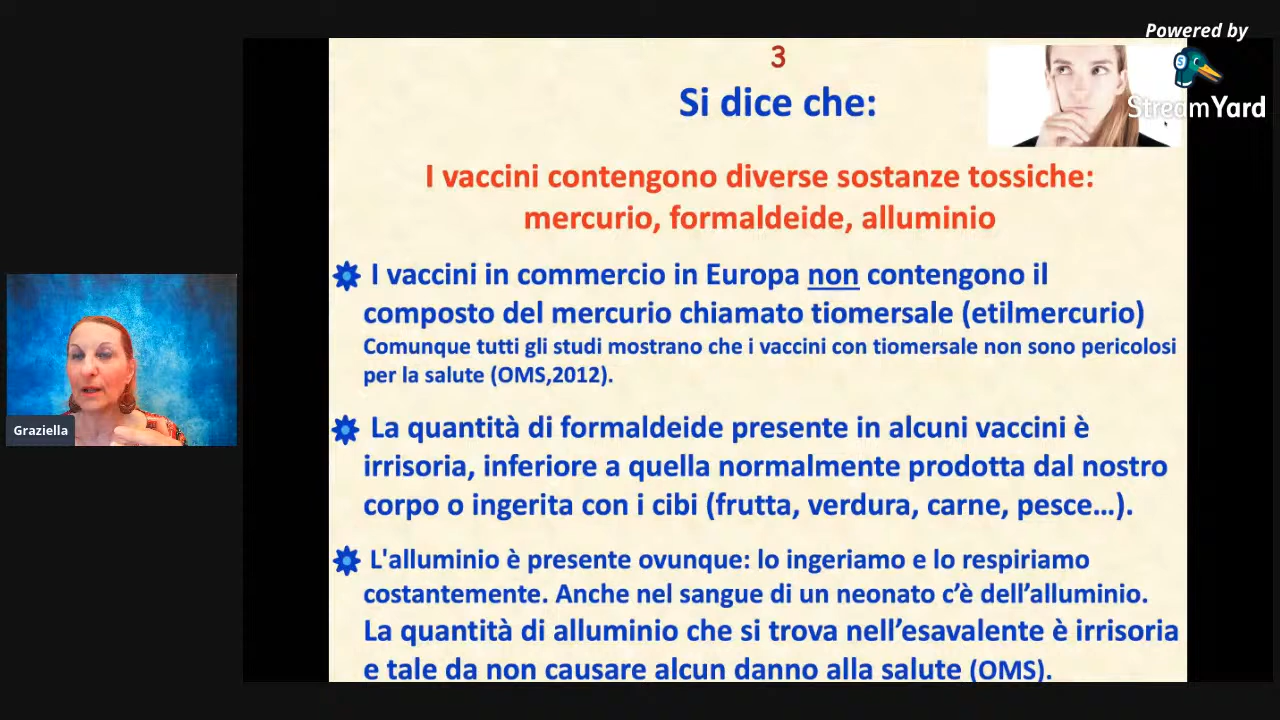 Powered by
StreamYard
3
Si dice che:
I vaccini contengono diverse sostanze tossiche:
mercurio, formaldeide, alluminio
I vaccini in commercio in Europa non contengono il
composto del mercurio chiamato tiomersale (etilmercurio)
Comunque tutti gli studi mostrano che i vaccini con tiomersale non sono pericolosi
per la salute (OMS,2012).
La quantità di formaldeide presente in alcuni vaccini è
irrisoria, inferiore a quella normalmente prodotta dal nostro
corpo o ingerita con i cibi (frutta, verdura, carne, pesce...).
L'alluminio è presente ovunque: lo ingeriamo e lo respiriamo
costantemente. Anche nel sangue di un neonato c’è dell’alluminio.
La quantità di alluminio che si trova nell’esavalente è irrisoria
e tale da non causare alcun danno alla salute (OMS).
Graziella